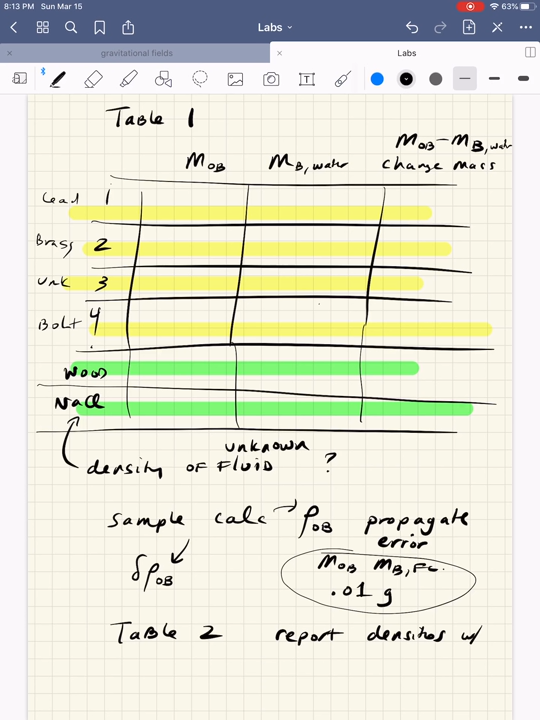 8:13 PM Sun Mar 15
63%
Labs
gravitational fields
Labs
Table 1
MOB MB, water MOB-MB, water
change mass
Lead 1
Brass 2
Unk 3
Bolt 4
Wood
NaCl
unknown
density of fluid ?
sample calc → ρOB propagate
error
δρOB
MOB MB,
.01 g
Table 2 report densities w/